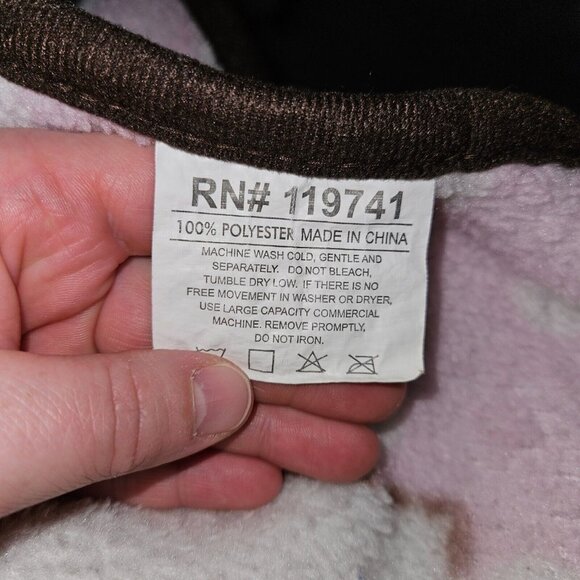 RN# 119741
100% POLYESTER MADE IN CHINA
MACHINE WASH COLD, GENTLE AND
SEPARATELY. DO NOT BLEACH,
TUMBLE DRY LOW. IF THERE IS NO
FREE MOVEMENT IN WASHER OR DRYER,
USE LARGE CAPACITY COMMERCIAL
MACHINE. REMOVE PROMPTLY,
DO NOT IRON.